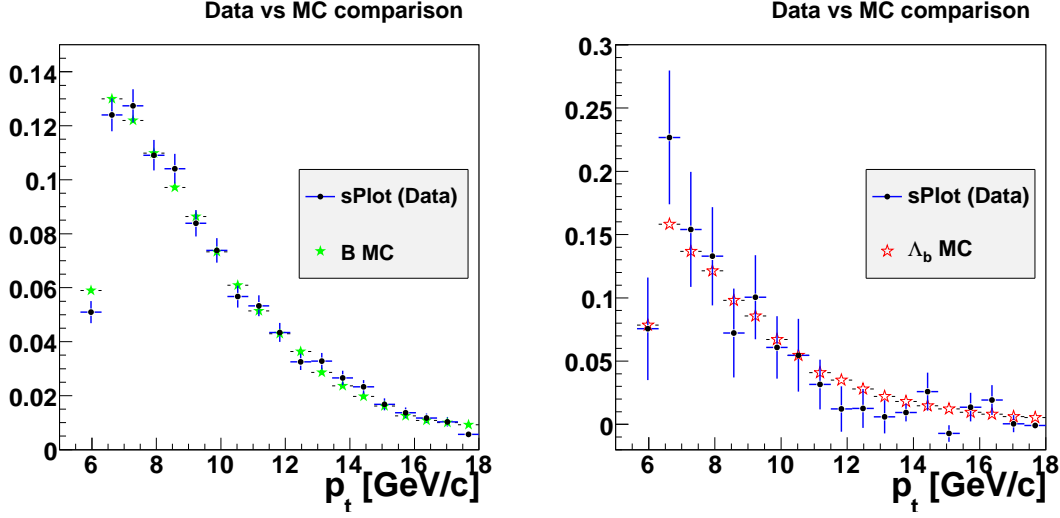 Data vs MC comparison
0.14
0.12
0.1
0.08
0.06
0.04
0.02
0
sPlot (Data)
B MC
6 8 10 12 14 16 18
p_t [GeV/c]
Data vs MC comparison
0.3
0.25
0.2
0.15
0.1
0.05
0
sPlot (Data)
Λ_b MC
6 8 10 12 14 16 18
p_t [GeV/c]